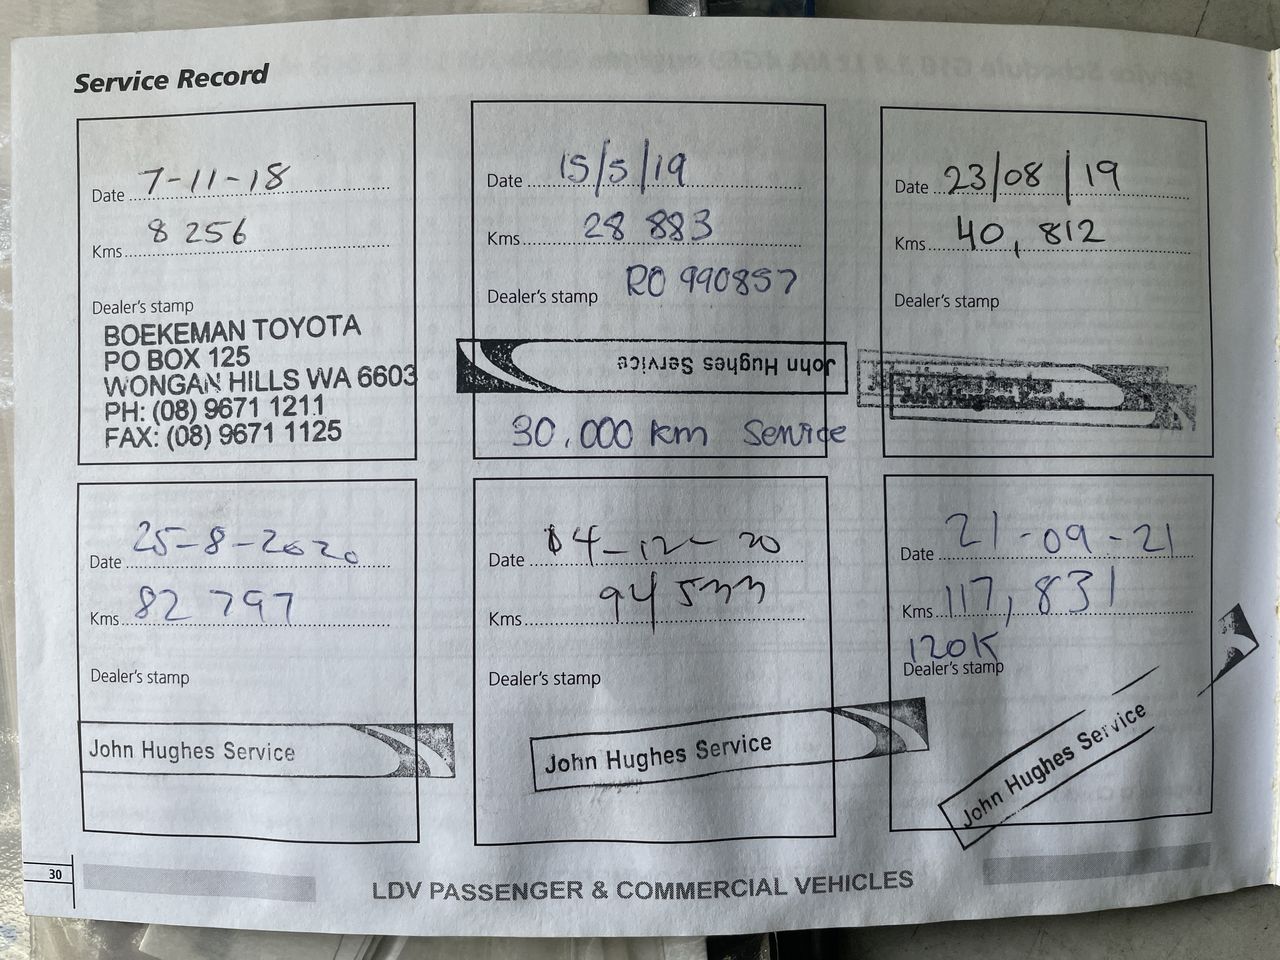 Service Record
Date 7-11-18
Kms 8 256
Dealer's stamp
BOEKEMAN TOYOTA
PO BOX 125
WONGAN HILLS WA 6603
PH: (08) 9671 1211
FAX: (08) 9671 1125
Date 15/5/19
Kms 28 883
Dealer's stamp RO 990857
John Hughes Service
30,000 km Service
Date 23/08/19
Kms 40,812
Dealer's stamp
Date 25-8-2020
Kms 82 797
Dealer's stamp
John Hughes Service
Date 04-12-20
Kms 94 533
Dealer's stamp
John Hughes Service
Date 21-09-21
Kms 117,831
120K
Dealer's stamp
John Hughes Service
30
LDV PASSENGER & COMMERCIAL VEHICLES